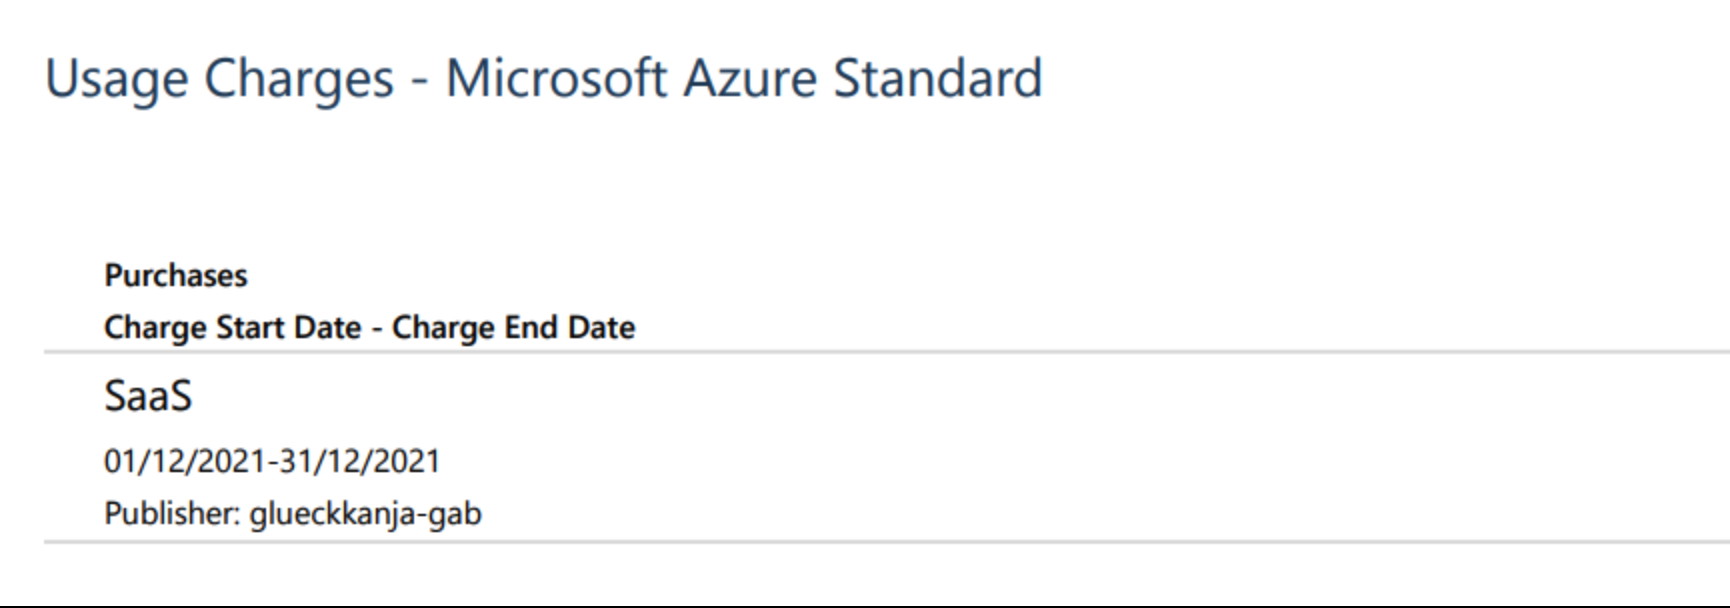 Usage Charges - Microsoft Azure Standard
Purchases
Charge Start Date - Charge End Date
SaaS
01/12/2021-31/12/2021
Publisher: glueckkanja-gab